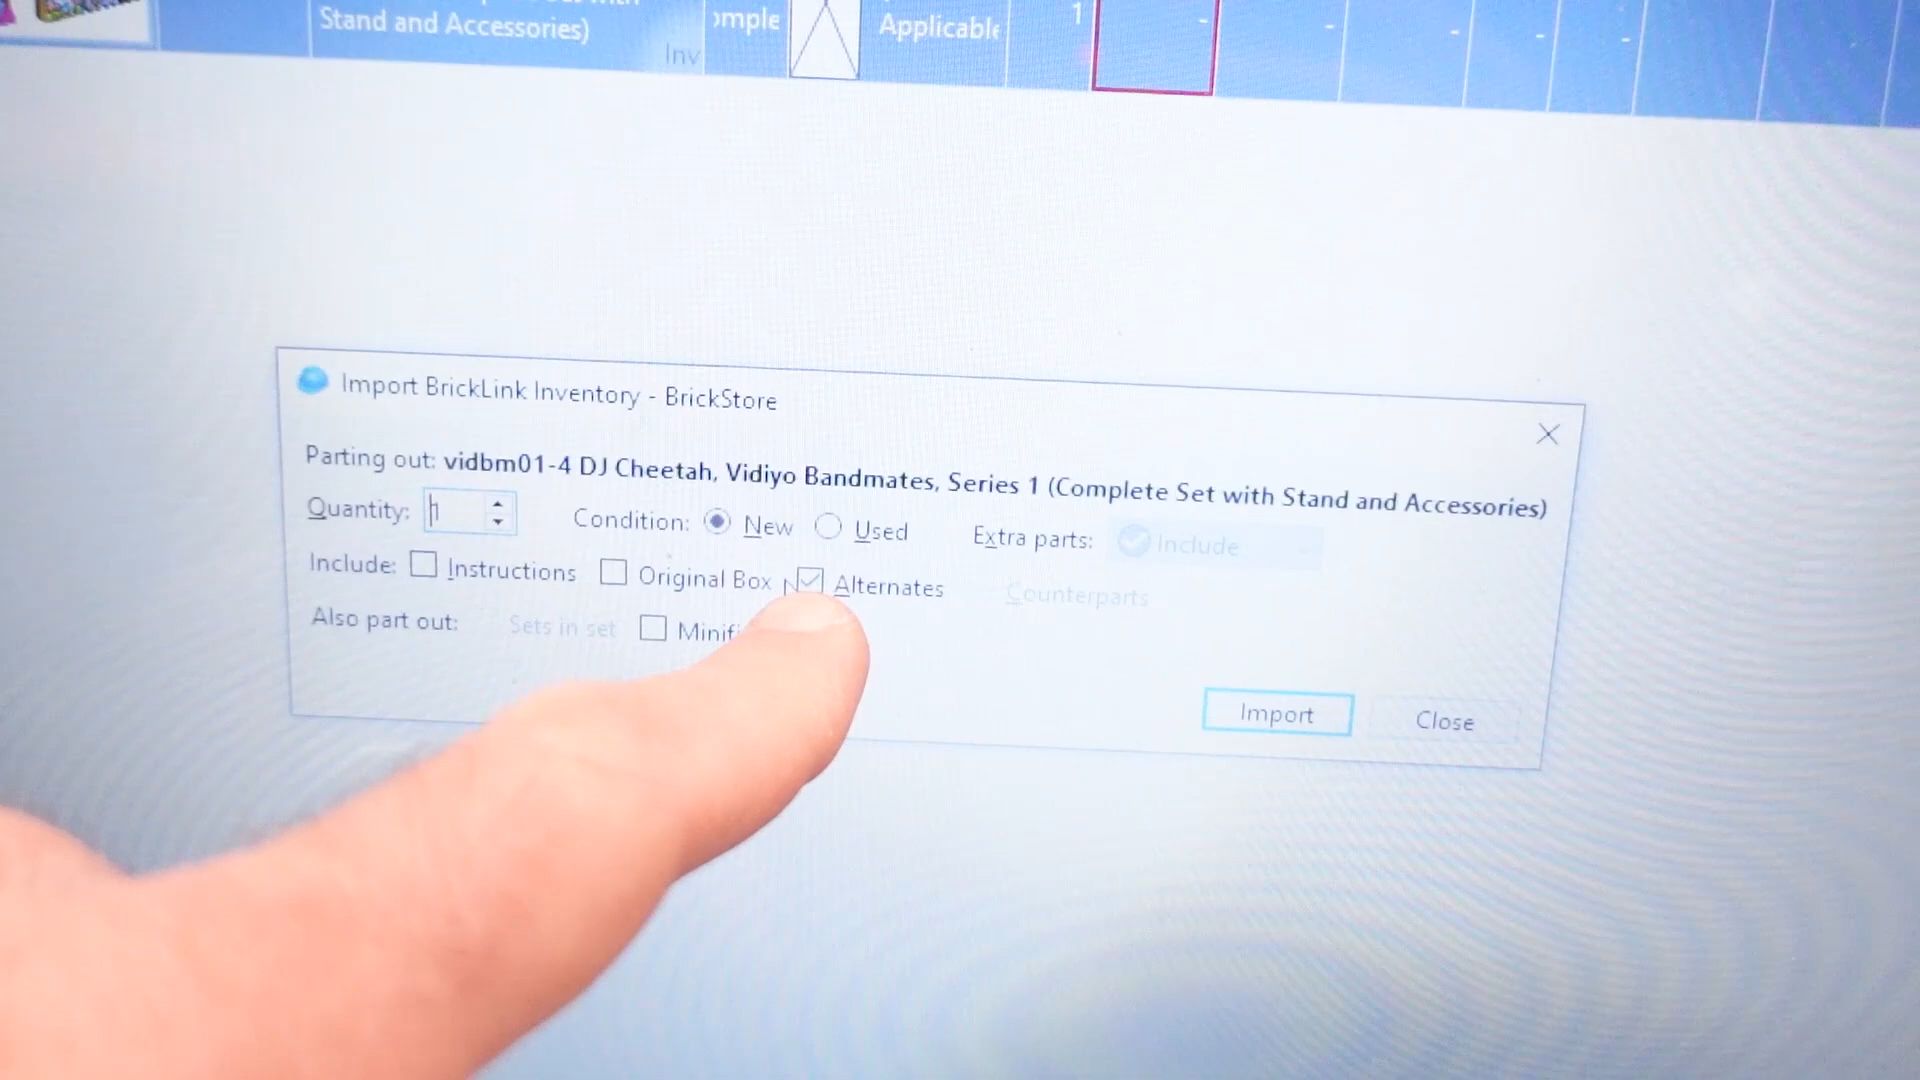 Stand and Accessories)
Inv
Applicable
1
Import BrickLink Inventory - BrickStore
Parting out: vidbm01-4 DJ Cheetah, Vidiyo Bandmates, Series 1 (Complete Set with Stand and Accessories)
Quantity: 1 Condition: New Used Extra parts: Include
Include: Instructions Original Box Alternates Counterparts
Also part out: Sets in set Minif
Import Close